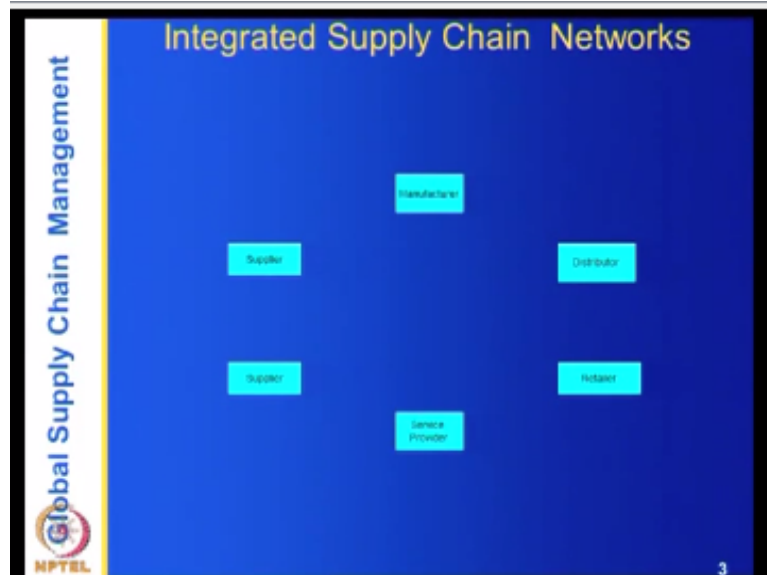 Integrated Supply Chain Networks
Global Supply Chain Management
Manufacturer
Supplier
Distributor
Supplier
Retailer
Service
Provider
NPTEL
3